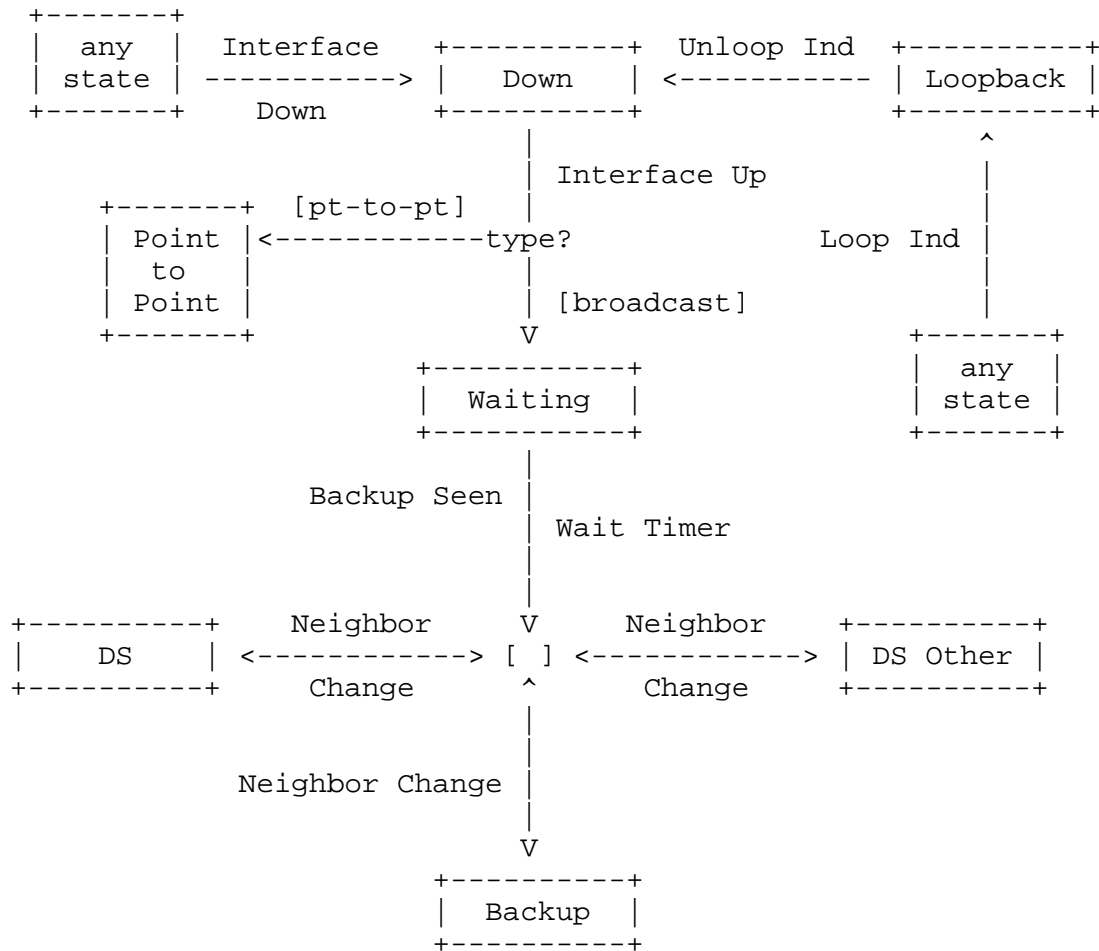 any
Interface
Unloop Ind
state
Down
Loopback
Down
Interface Up
[pt-to-pt]
Point
type?
Loop Ind
to
Point
[broadcast]
any
Waiting
state
Backup Seen
Wait Timer
Neighbor
Neighbor
DS
[ ]
DS Other
Change
Change
Neighbor Change
Backup